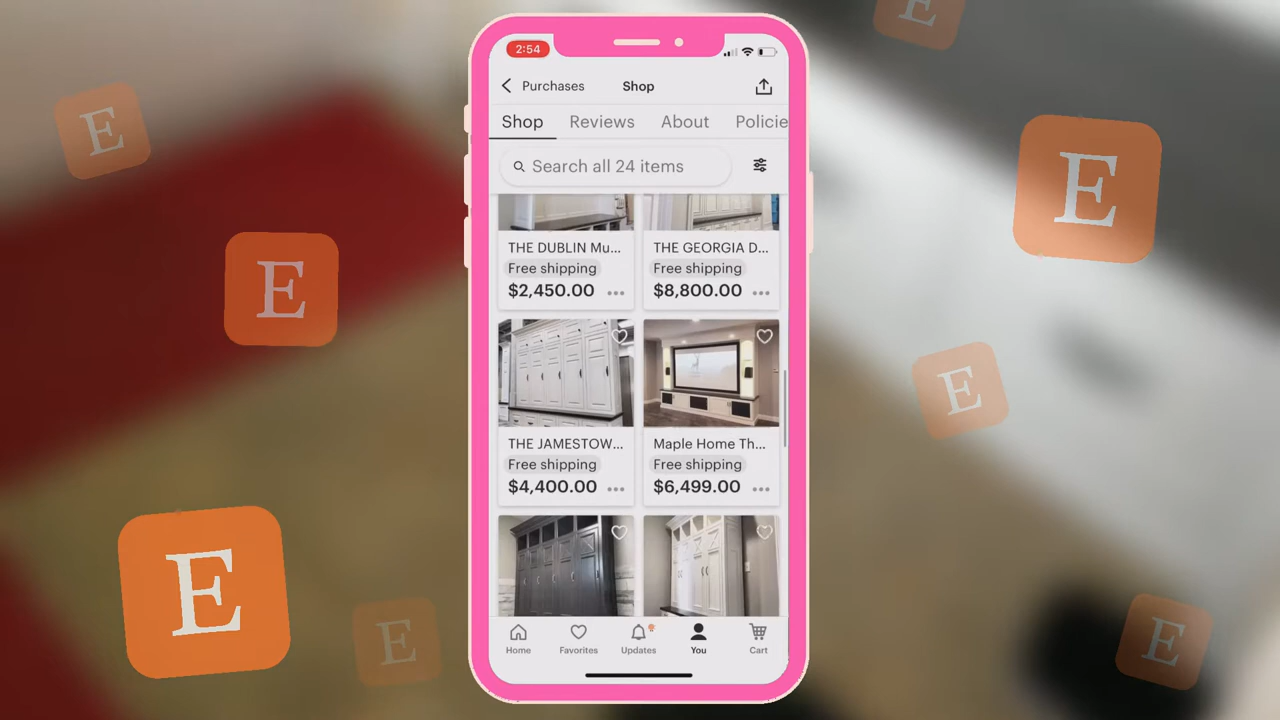 E
E
E
E
E
E
E
E
2:54
Purchases
Shop
Shop Reviews About Policie
Search all 24 items
THE DUBLIN Mu...
THE GEORGIA D...
Free shipping
Free shipping
$2,450.00
$8,800.00
THE JAMESTOW...
Maple Home Th...
Free shipping
Free shipping
$4,400.00
$6,499.00
Home Favorites Updates You Cart